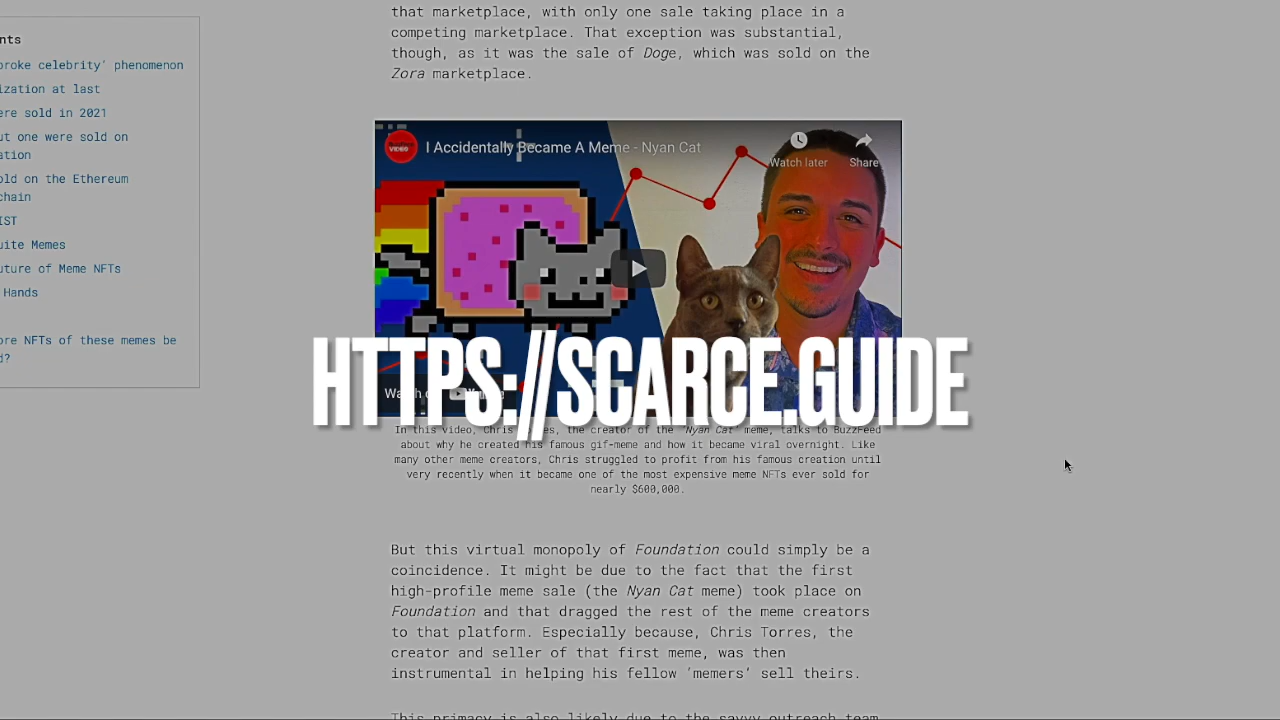 that marketplace, with only one sale taking place in a
competing marketplace. That exception was substantial,
though, as it was the sale of Doge, which was sold on the
Zora marketplace.
nts
broke celebrity’ phenomenon
ization at last
ere sold in 2021
ut one were sold on
ation
old on the Ethereum
chain
IST
uite Memes
uture of Meme NFTs
Hands
ore NFTs of these memes be
d?
VIDEO
I Accidentally Became A Meme - Nyan Cat
Watch later
Share
HTTPS://SCARCE.GUIDE
In this video, Chris the creator of the 'Nyan Cat' meme, talks to BuzzFeed
about why he created his famous gif-meme and how it became viral overnight. Like
many other meme creators, Chris struggled to profit from his famous creation until
very recently when it became one of the most expensive meme NFTs ever sold for
nearly $600,000.
But this virtual monopoly of Foundation could simply be a
coincidence. It might be due to the fact that the first
high-profile meme sale (the Nyan Cat meme) took place on
Foundation and that dragged the rest of the meme creators
to that platform. Especially because, Chris Torres, the
creator and seller of that first meme, was then
instrumental in helping his fellow ‘memers’ sell theirs.
This primacy is also likely due to the savvy outreach team